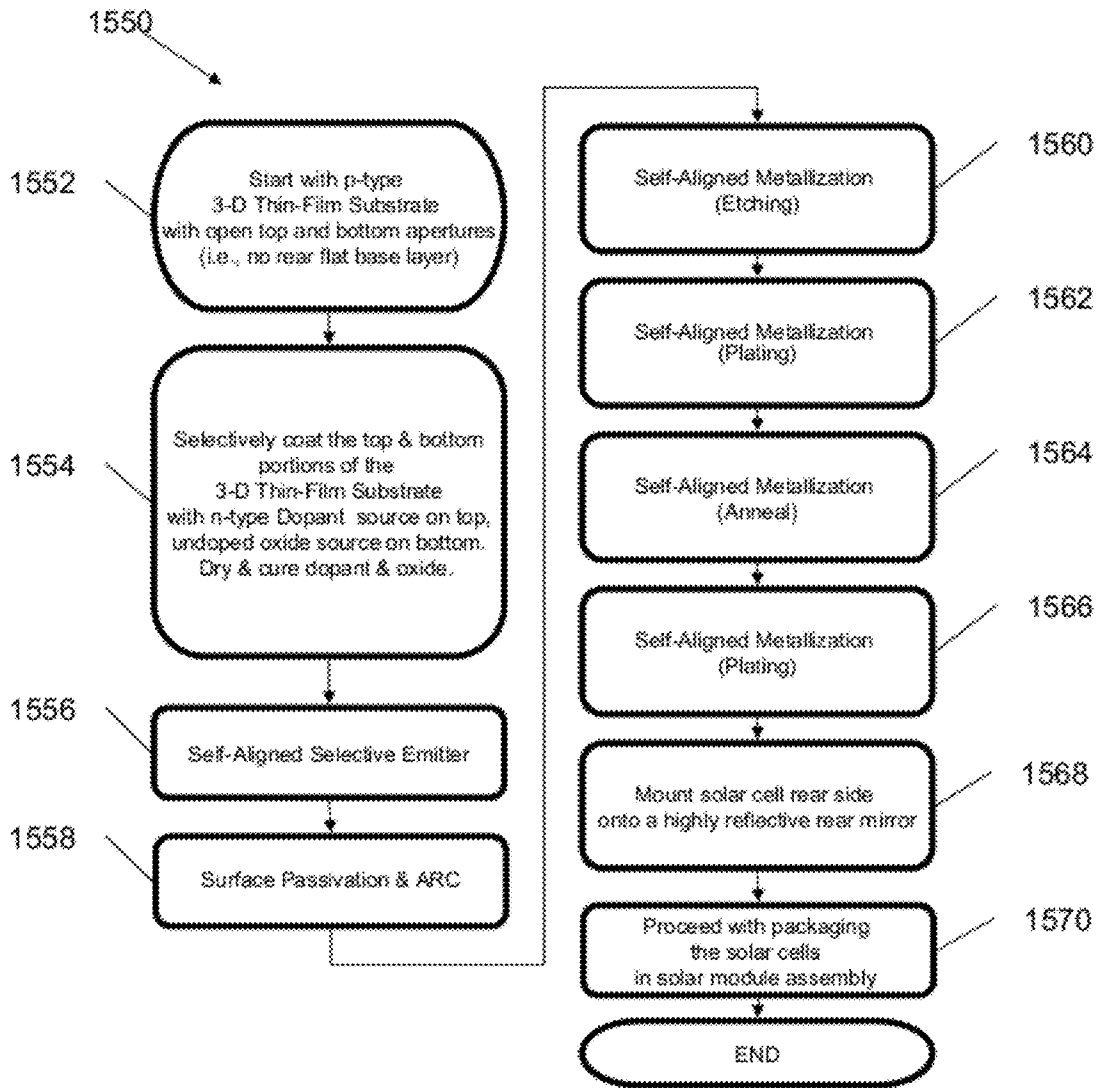 1550
1552
Start with p-type
3-D Thin-Film Substrate
with open top and bottom apertures
(i.e., no rear flat base layer)
1554
Selectively coat the top & bottom
portions of the
3-D Thin-Film Substrate
with n-type Dopant source on top,
undoped oxide source on bottom.
Dry & cure dopant & oxide.
1556
Self-Aligned Selective Emitter
1558
Surface Passivation & ARC
1560
Self-Aligned Metallization
(Etching)
1562
Self-Aligned Metallization
(Plating)
1564
Self-Aligned Metallization
(Anneal)
1566
Self-Aligned Metallization
(Plating)
1568
Mount solar cell rear side
onto a highly reflective rear mirror
1570
Proceed with packaging
the solar cells
in solar module assembly
END